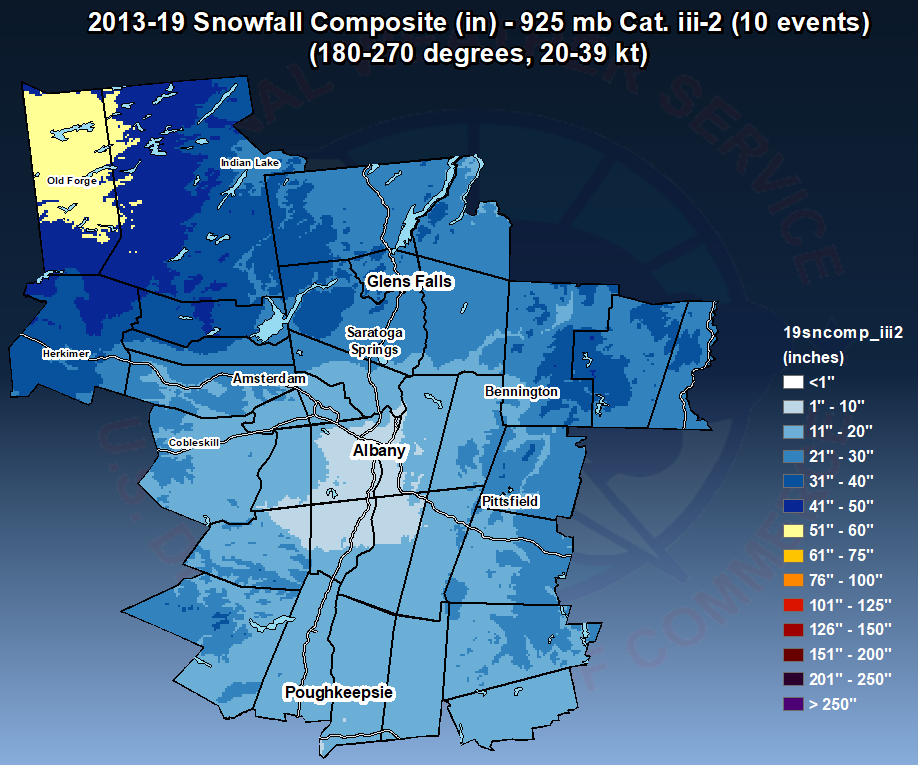 2013-19 Snowfall Composite (in) - 925 mb Cat. iii-2 (10 events)
(180-270 degrees, 20-39 kt)
Indian Lake
Old Forge
Glens Falls
Saratoga
Springs
Herkimer
Amsterdam
Bennington
Cobleskill
Albany
Pittsfield
Poughkeepsie
19sncomp_iii2
(inches)
<1"
1" - 10"
11" - 20"
21" - 30"
31" - 40"
41" - 50"
51" - 60"
61" - 75"
76" - 100"
101" - 125"
126" - 150"
151" - 200"
201" - 250"
> 250"